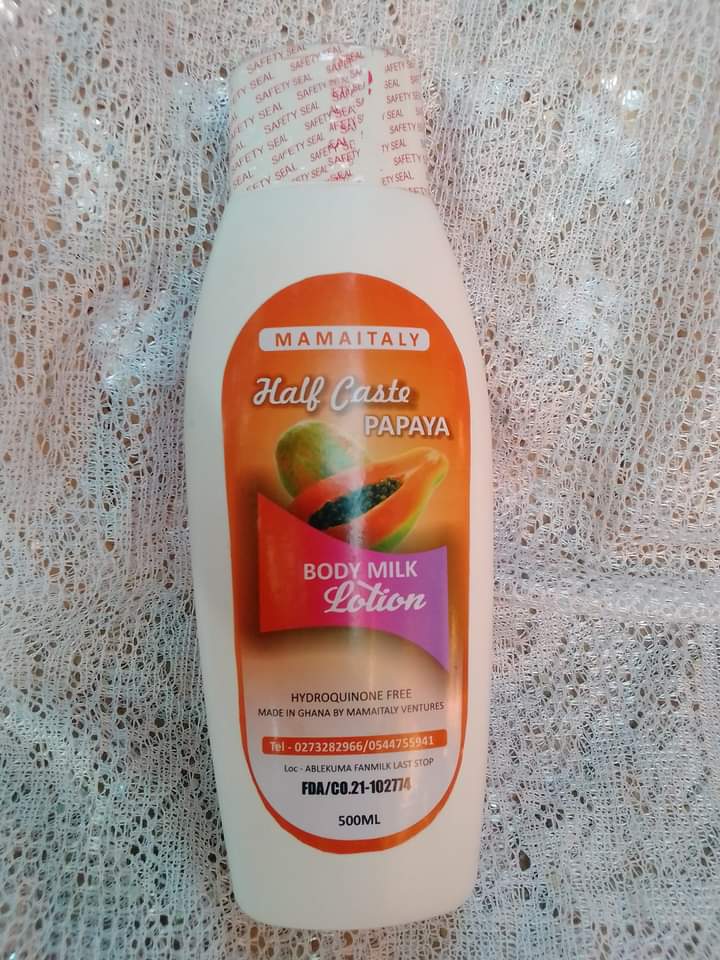 SAFETY SEAL
MAMAITALY
Half Caste
PAPAYA
BODY MILK
Lotion
HYDROQUINONE FREE
MADE IN GHANA BY MAMAITALY VENTURES
Tel - 0273282966/0544755941
Loc - ABLEKUMA FANMILK LAST STOP
FDA/CO.21-102774
500ML